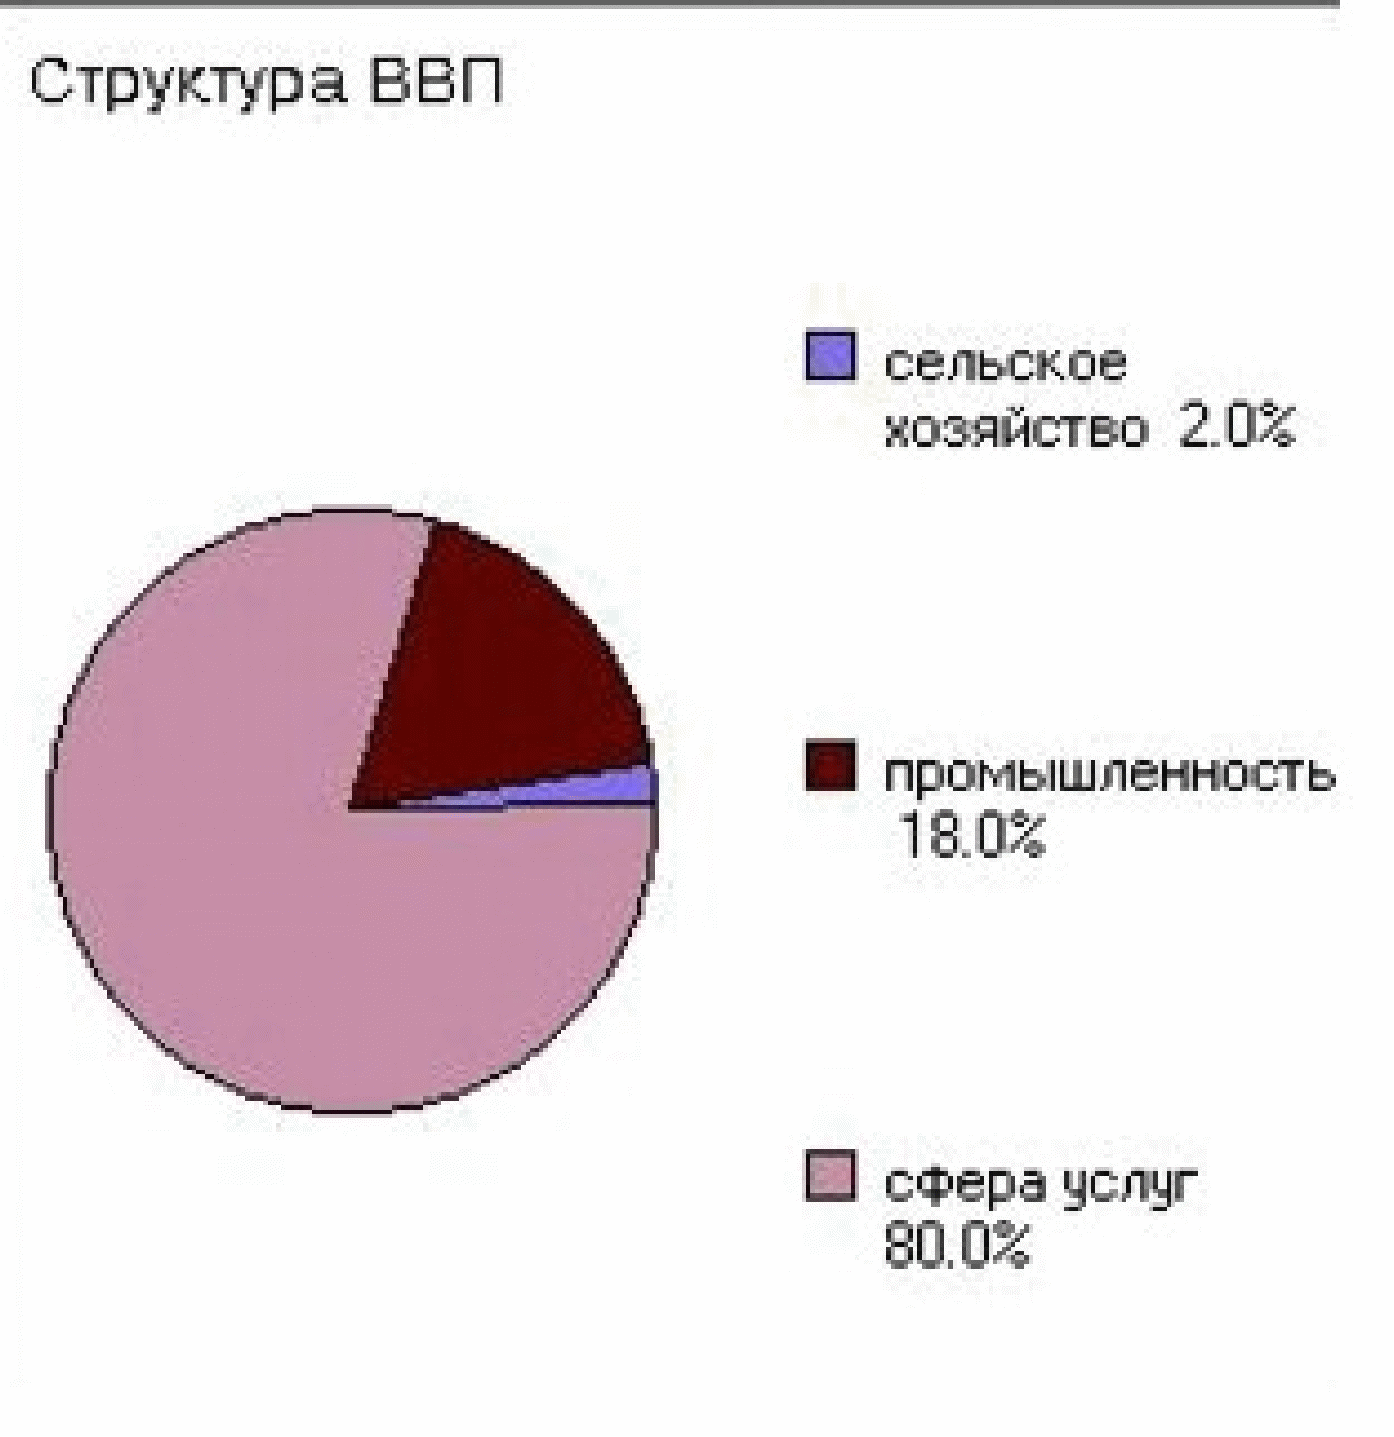 Структура ВВП
сельское
хозяйство 2.0%
промышленность
18.0%
сфера услуг
80.0%